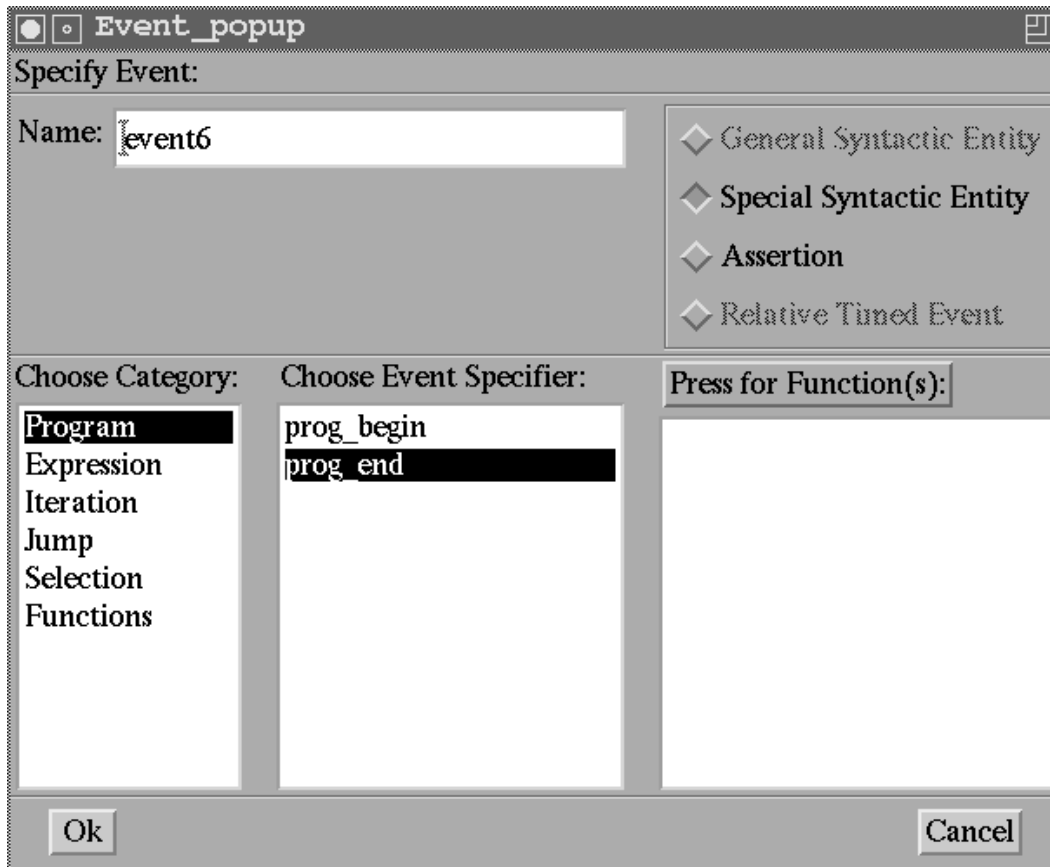 Event_popup
Specify Event:
Name: event6
General Syntactic Entity
Special Syntactic Entity
Assertion
Relative Timed Event
Choose Category:
Program
Expression
Iteration
Jump
Selection
Functions
Choose Event Specifier:
prog_begin
prog_end
Press for Function(s):
Ok
Cancel